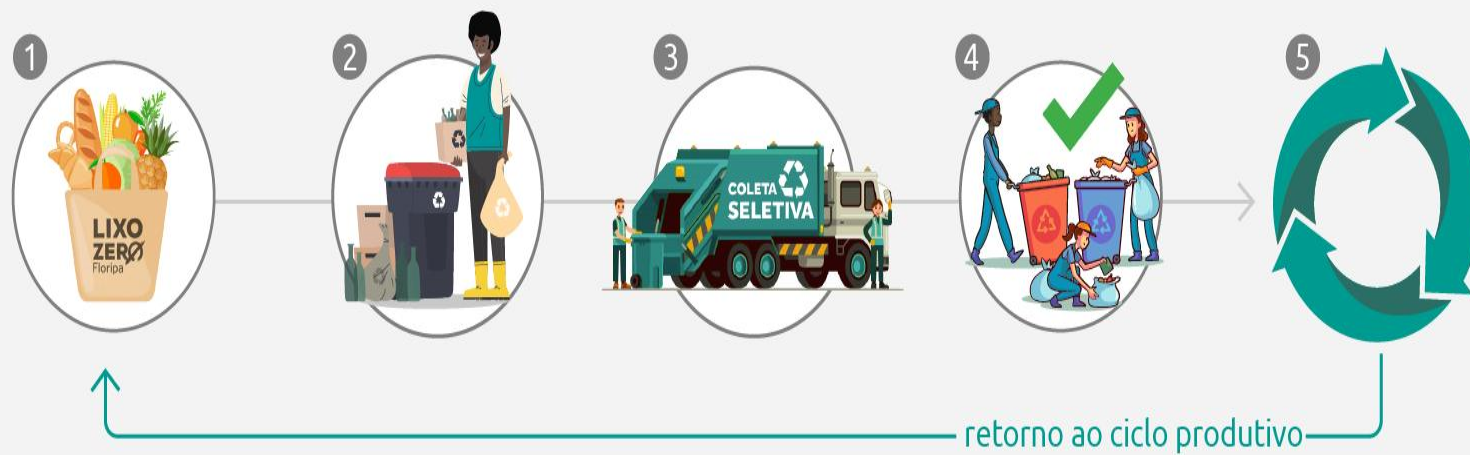 1
2
3
4
5
LIXO
ZERO
Floripa
COLETA
SELETIVA
retorno ao ciclo produtivo